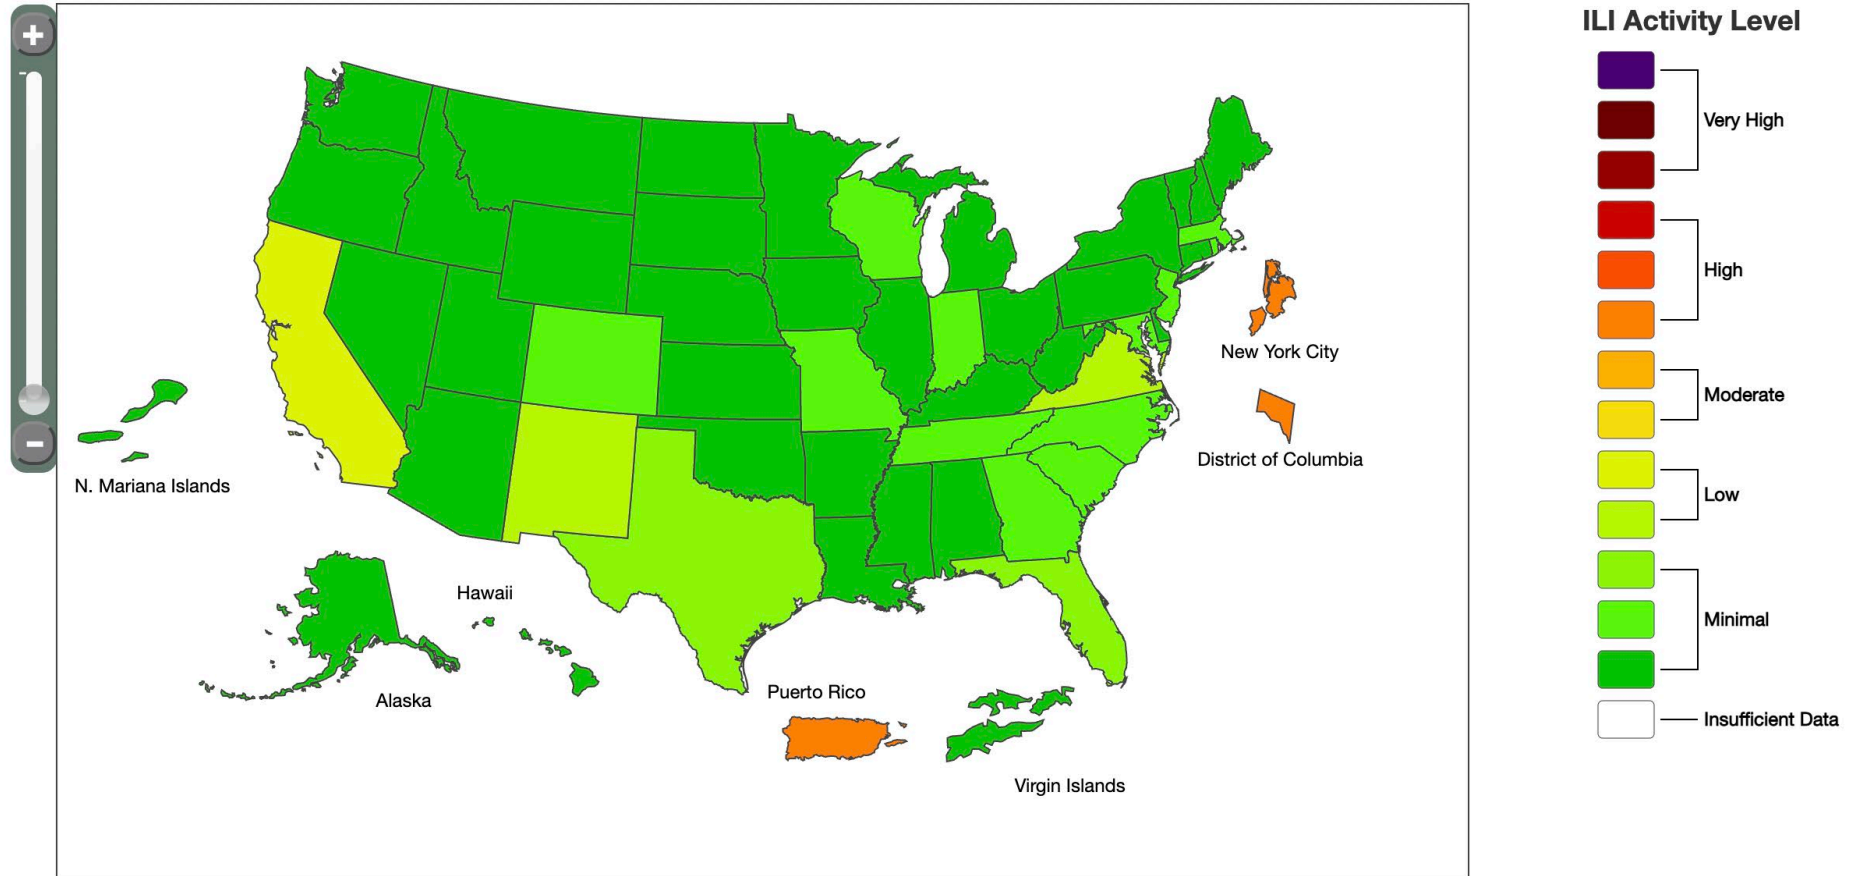 ILI Activity Level
Very High
High
Moderate
Low
Minimal
Insufficient Data
New York City
District of Columbia
N. Mariana Islands
Hawaii
Alaska
Puerto Rico
Virgin Islands